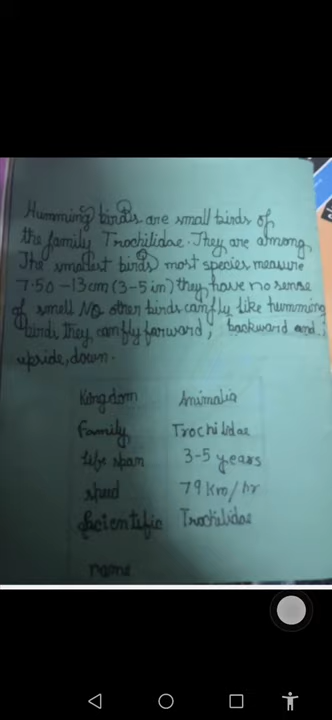 Humming birds are small birds of
the family Trochilidae. They are among
The smallest birds most species measure
7.50-13cm (3-5 in) they have no sense
of smell No other birds can fly like humming
birds they can fly forward, backward and
upside, down.
Kingdom Animalia
Family Trochilidae
life span 3-5 years
speed 79 km/hr
Scientific Trochilidae
name